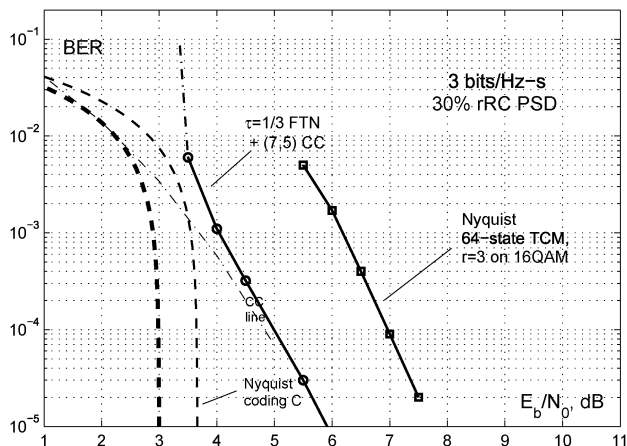 10^-1
BER
3 bits/Hz−s
30% rRC PSD
τ=1/3 FTN
+ (7,5) CC
10^-2
10^-3
Nyquist
64−state TCM,
r=3 on 16QAM
CC
line
10^-4
Nyquist
coding C
E_b/N_0, dB
10^-5
1 2 3 4 5 6 7 8 9 10 11